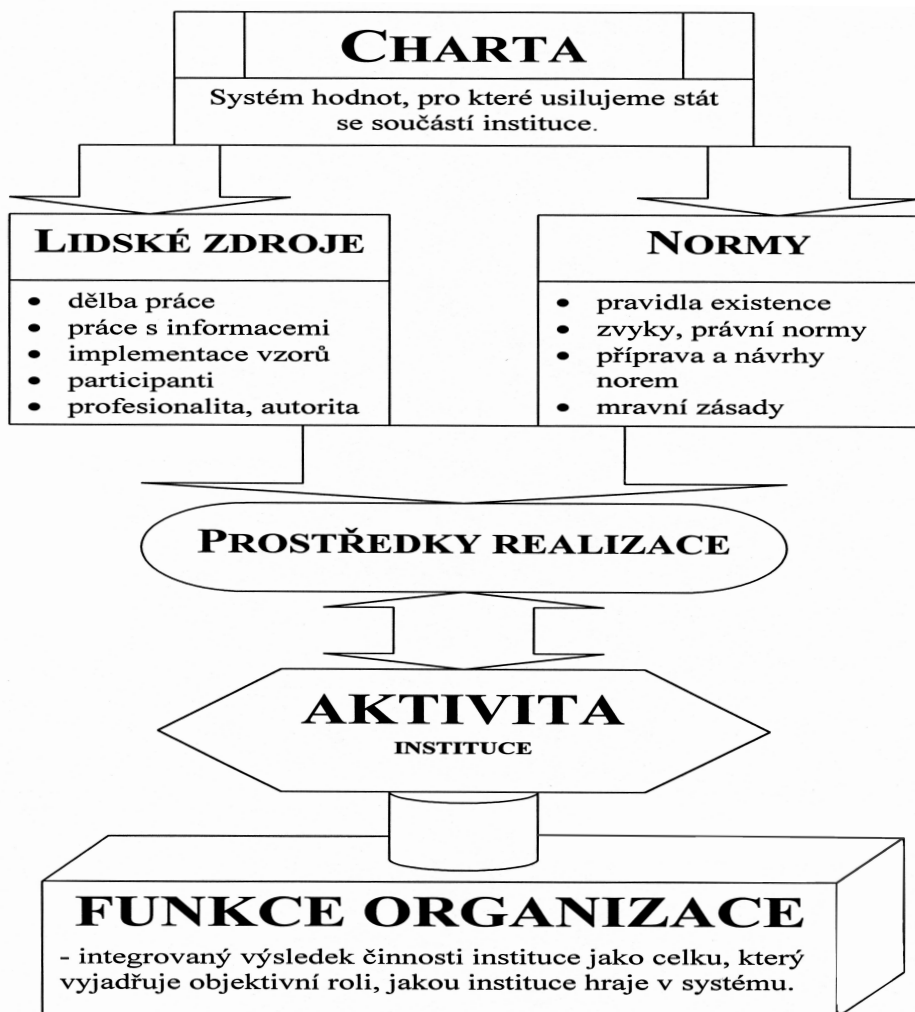 CHARTA
Systém hodnot, pro které usilujeme stát
se součástí instituce.
LIDSKÉ ZDROJE
• dělba práce
• práce s informacemi
• implementace vzorů
• participanti
• profesionalita, autorita
NORMY
• pravidla existence
• zvyky, právní normy
• příprava a návrhy
norem
• mravní zásady
PROSTŘEDKY REALIZACE
AKTIVITA
INSTITUCE
FUNKCE ORGANIZACE
- integrovaný výsledek činnosti instituce jako celku, který
vyjadřuje objektivní roli, jakou instituce hraje v systému.